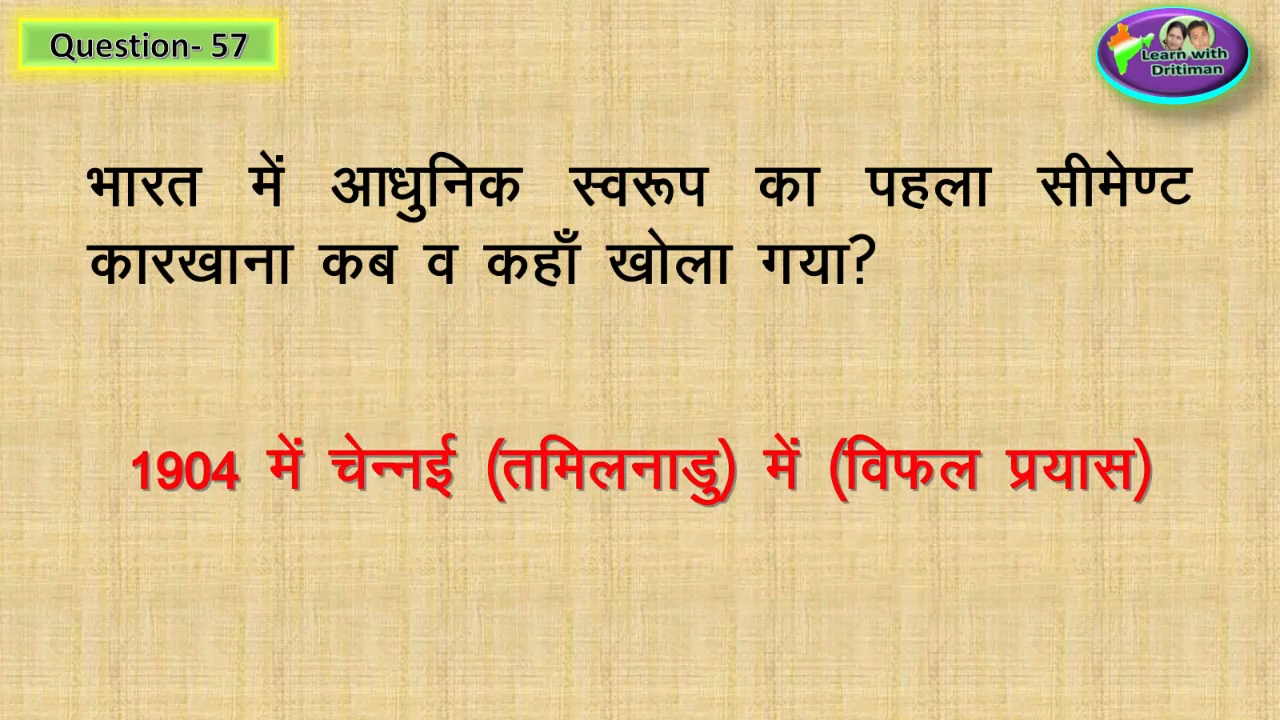 Question- 57
Learn with
Dritiman
भारत में आधुनिक स्वरूप का पहला सीमेण्ट
कारखाना कब व कहाँ खोला गया?
1904 में चेन्नई (तमिलनाडु) में (विफल प्रयास)